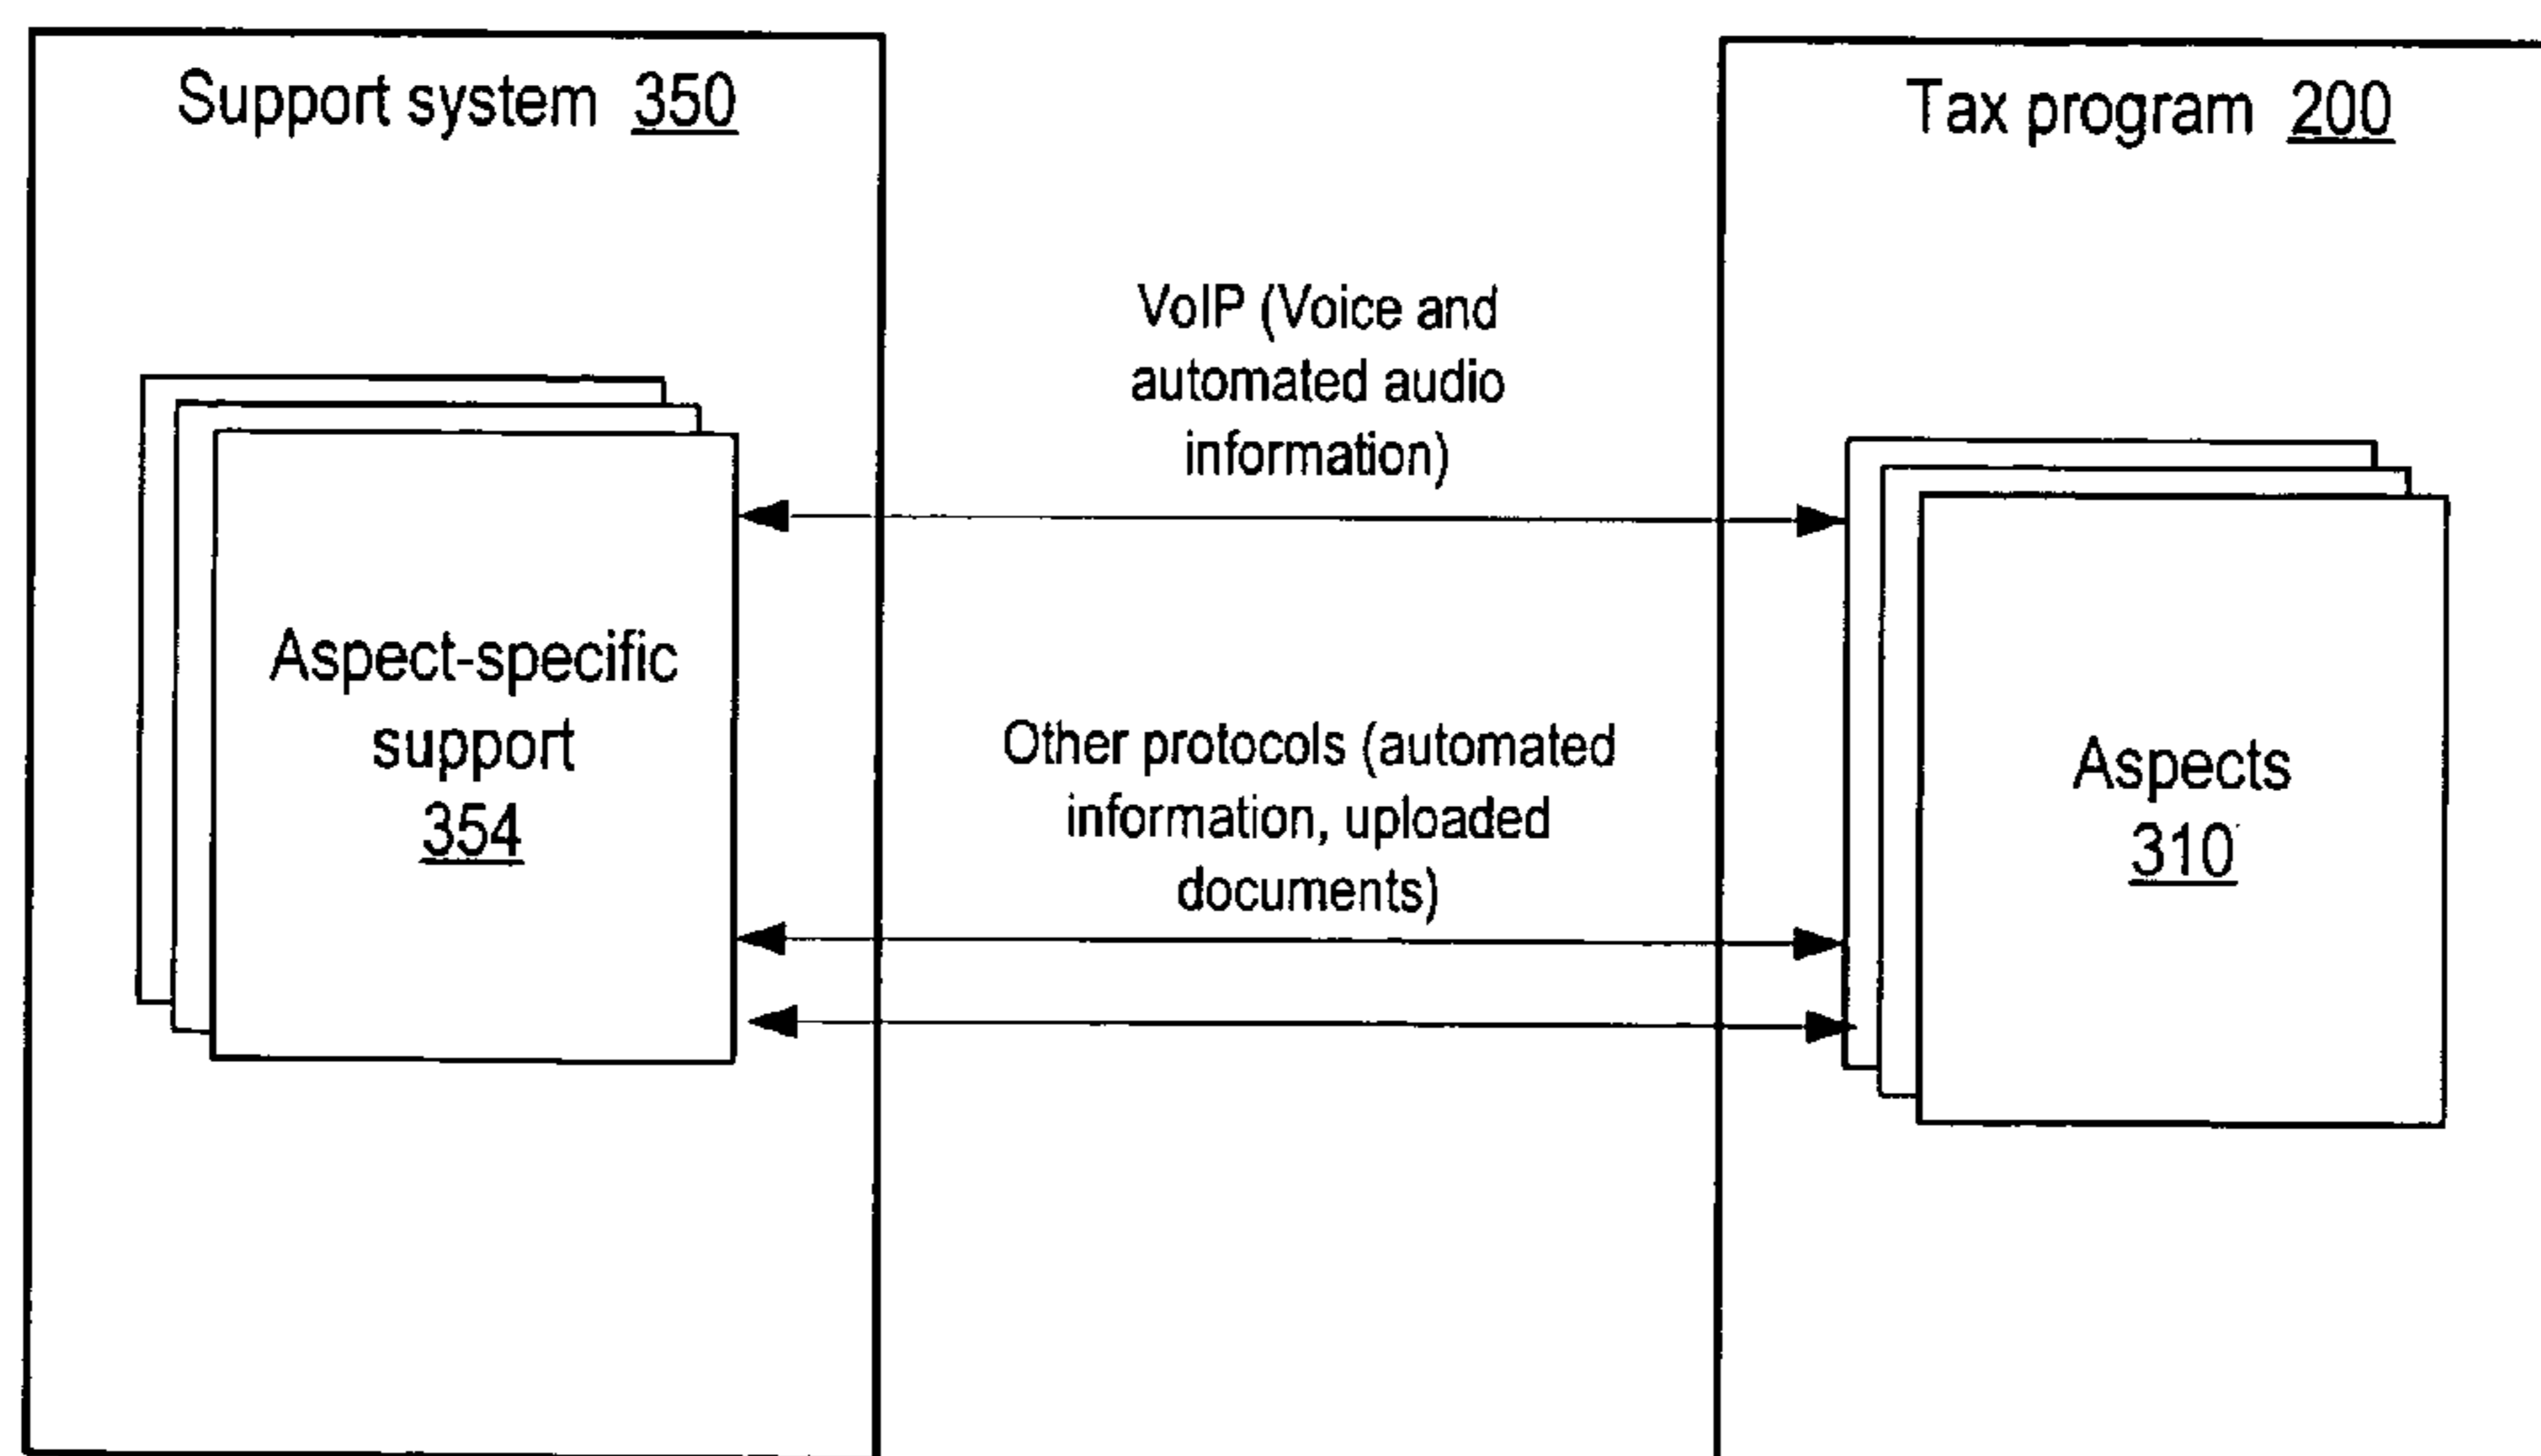 Support system 350
Tax program 200
VoIP (Voice and
automated audio
information)
Aspect-specific
support
354
Other protocols (automated
information, uploaded
documents)
Aspects
310